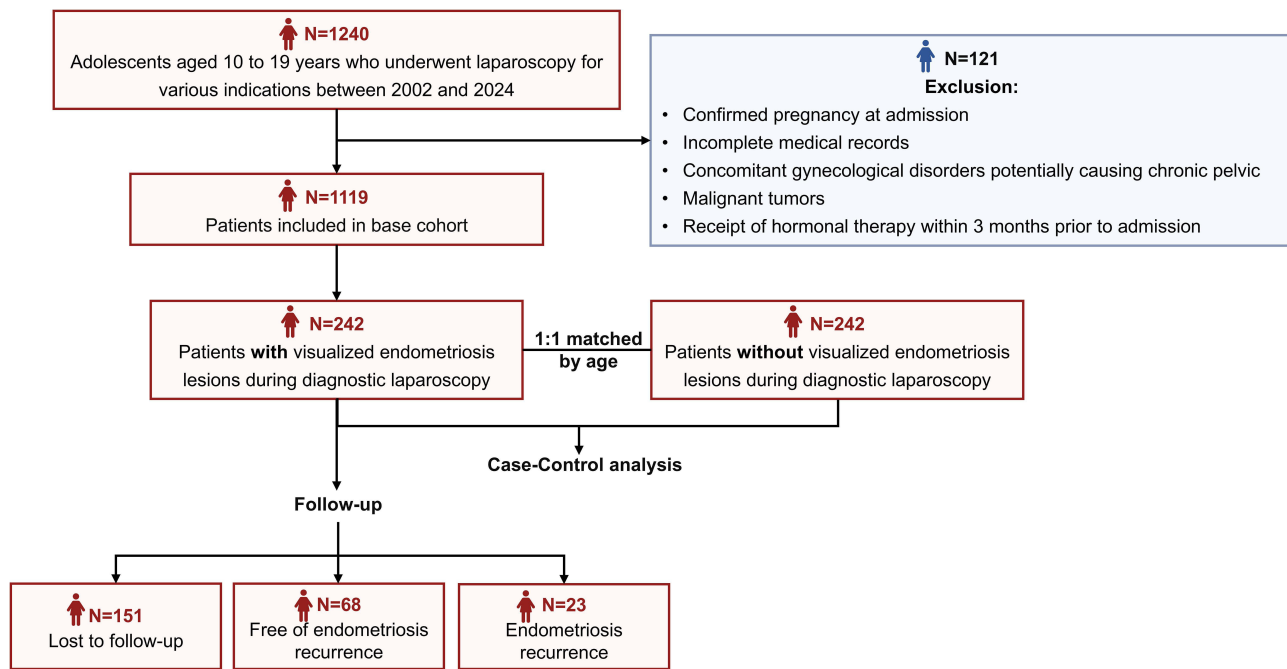 N=1240
Adolescents aged 10 to 19 years who underwent laparoscopy for
various indications between 2002 and 2024
N=121
Exclusion:
• Confirmed pregnancy at admission
• Incomplete medical records
• Concomitant gynecological disorders potentially causing chronic pelvic
• Malignant tumors
• Receipt of hormonal therapy within 3 months prior to admission
N=1119
Patients included in base cohort
N=242
Patients with visualized endometriosis
lesions during diagnostic laparoscopy
1:1 matched
by age
N=242
Patients without visualized endometriosis
lesions during diagnostic laparoscopy
Case-Control analysis
Follow-up
N=151
Lost to follow-up
N=68
Free of endometriosis
recurrence
N=23
Endometriosis
recurrence